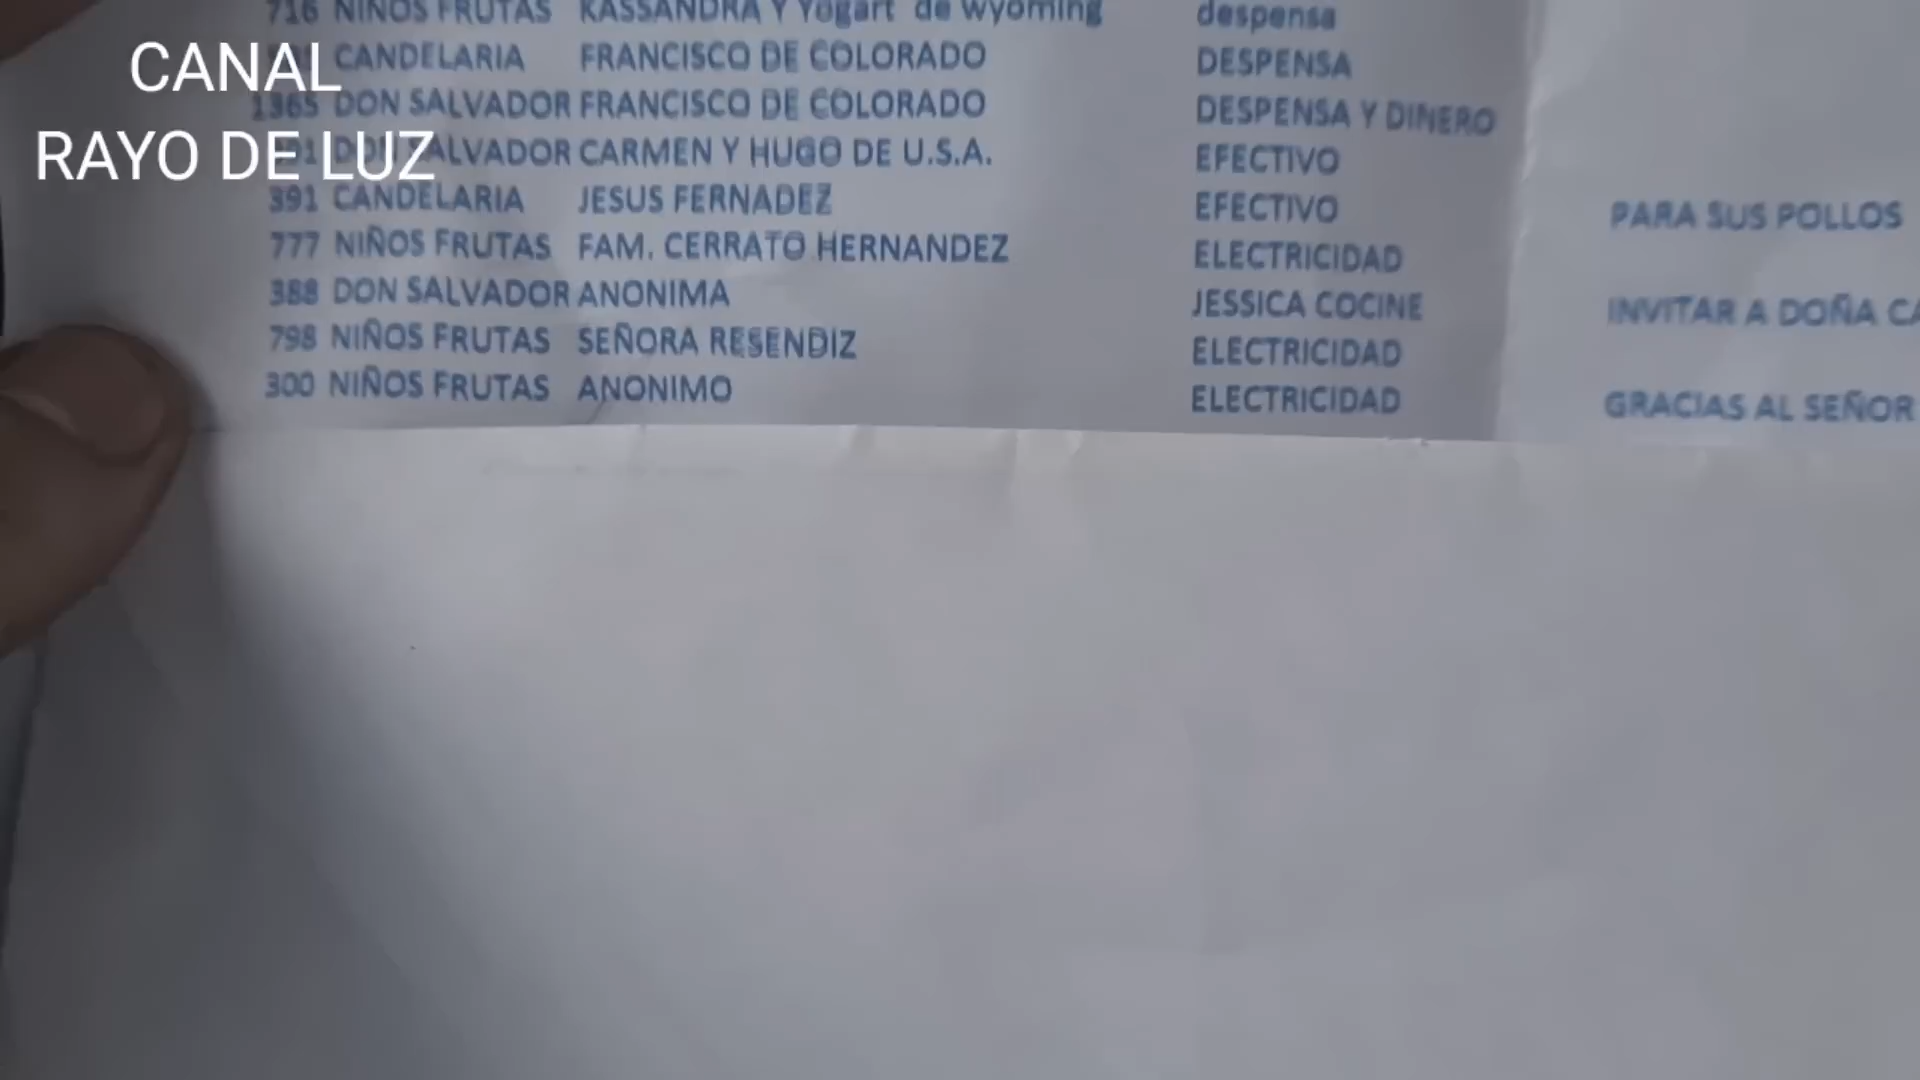 716 NIÑOS FRUTAS KASSANDRA Y Yogart de Wyoming despensa
CANDELARIA FRANCISCO DE COLORADO DESPENSA
1365 DON SALVADOR FRANCISCO DE COLORADO DESPENSA Y DINERO
DON SALVADOR CARMEN Y HUGO DE U.S.A. EFECTIVO
391 CANDELARIA JESUS FERNADEZ EFECTIVO PARA SUS POLLOS
777 NIÑOS FRUTAS FAM. CERRATO HERNANDEZ ELECTRICIDAD
388 DON SALVADOR ANONIMA JESSICA COCINE INVITAR A DOÑA CA
798 NIÑOS FRUTAS SEÑORA RESENDIZ ELECTRICIDAD
300 NIÑOS FRUTAS ANONIMO ELECTRICIDAD GRACIAS AL SEÑOR
CANAL
RAYO DE LUZ